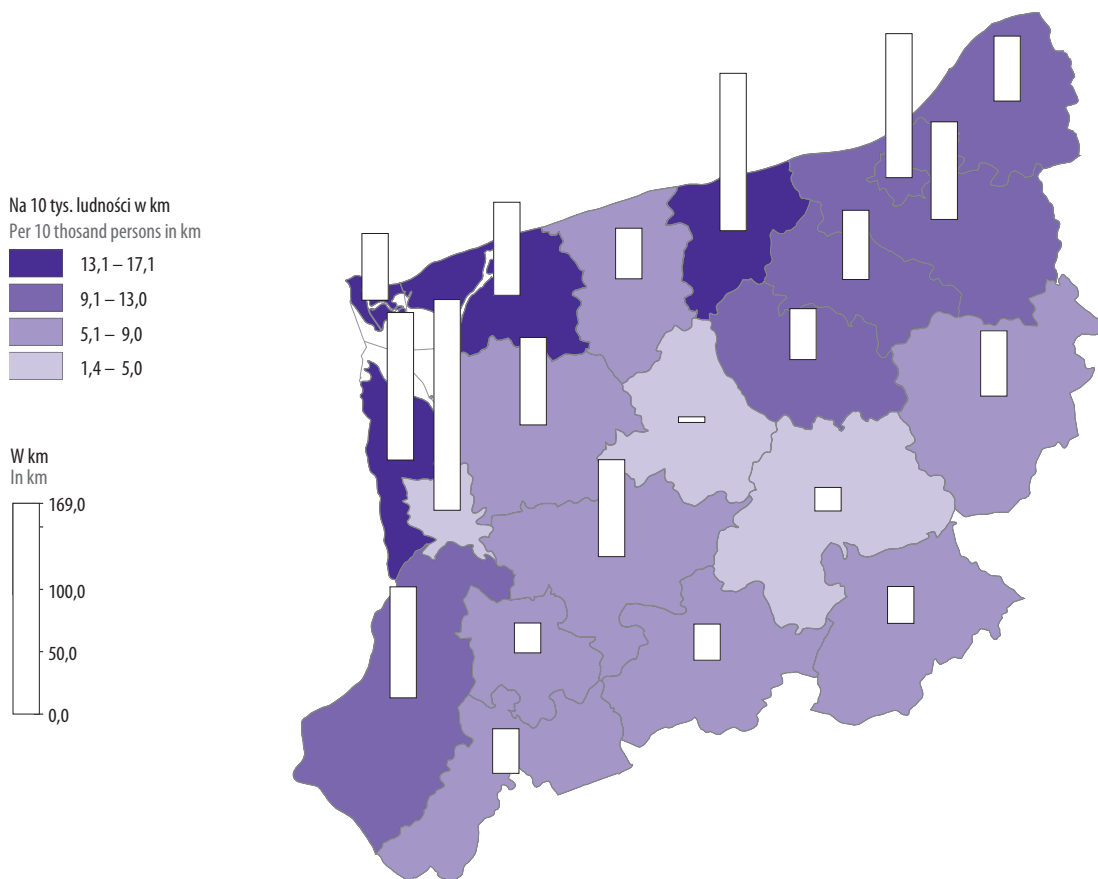 Na 10 tys. ludności w km
Per 10 thosand persons in km
13,1 – 17,1
9,1 – 13,0
5,1 – 9,0
1,4 – 5,0
W km
In km
169,0
100,0
50,0
0,0